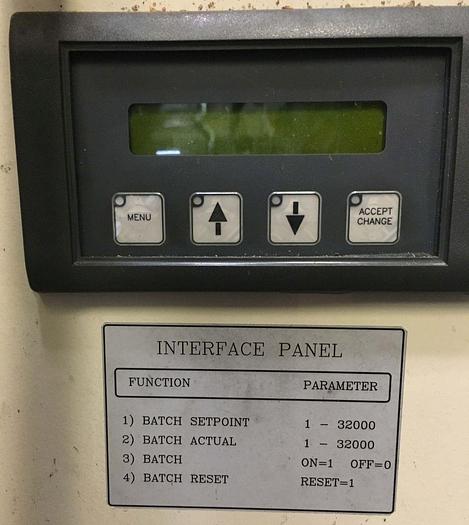 MENU
ACCEPT
CHANGE
INTERFACE PANEL
FUNCTION PARAMETER
1) BATCH SETPOINT 1 - 32000
2) BATCH ACTUAL 1 - 32000
3) BATCH ON=1 OFF=0
4) BATCH RESET RESET=1